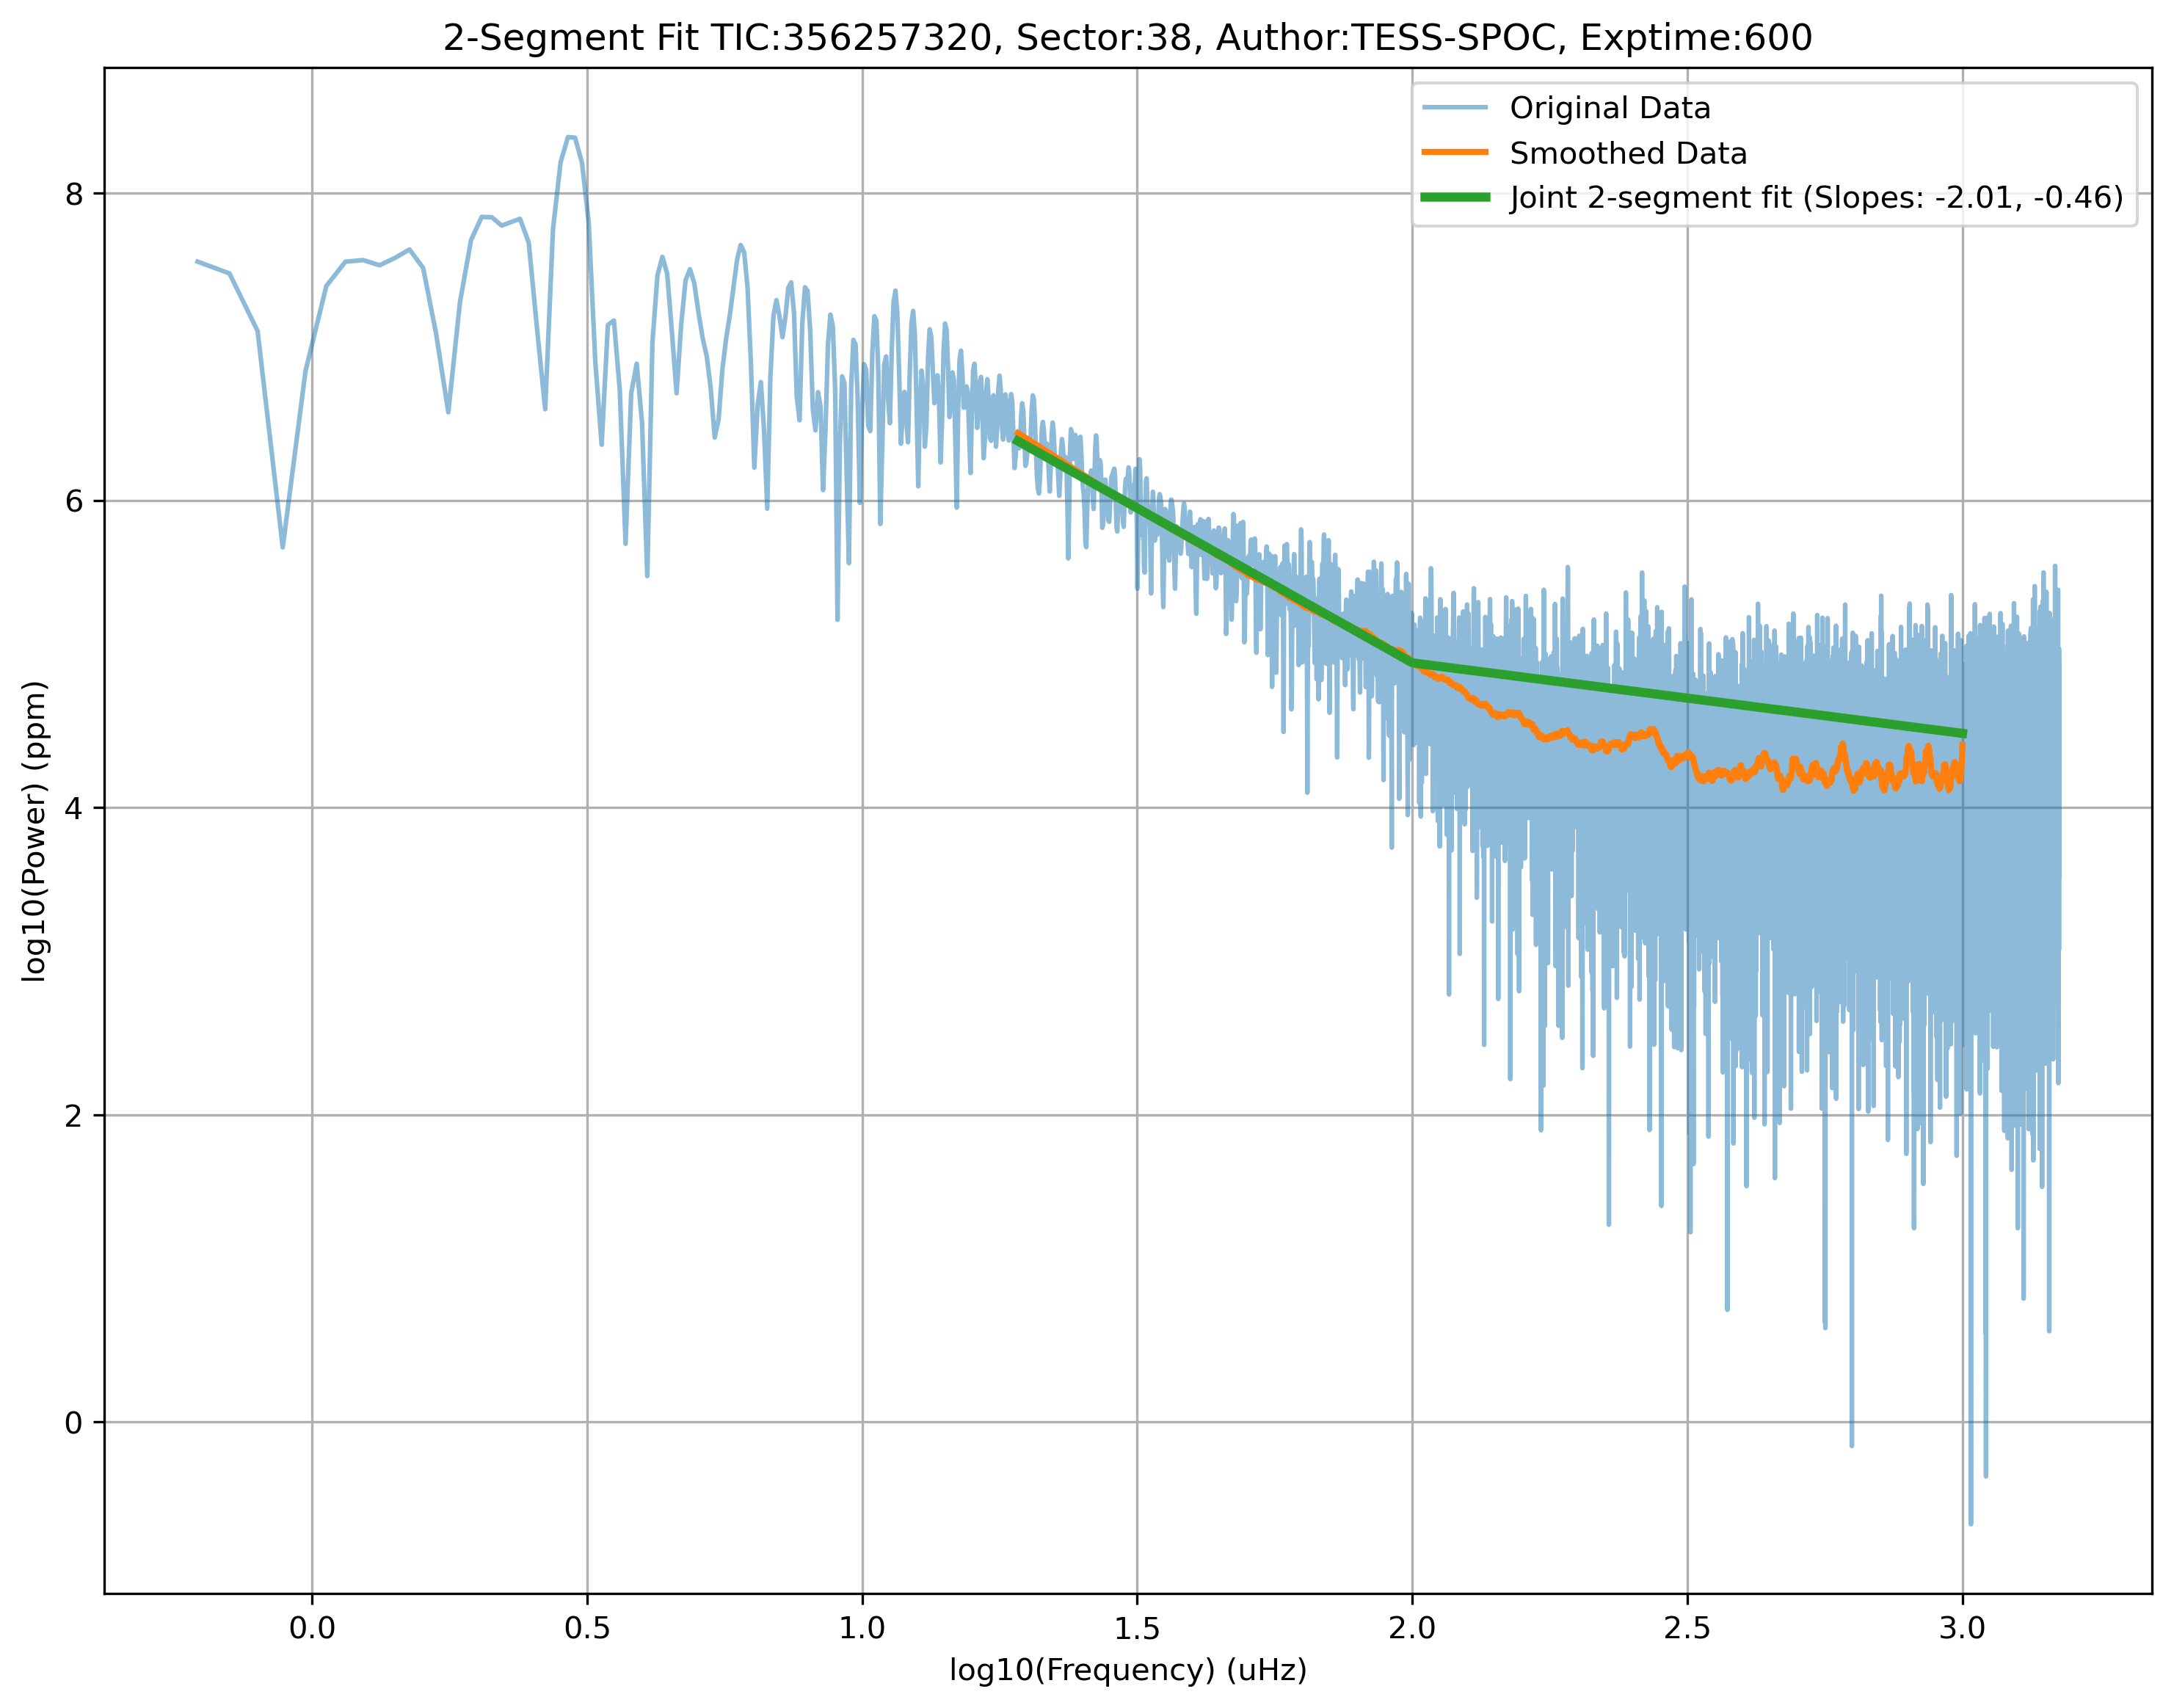 2-Segment Fit TIC:356257320, Sector:38, Author:TESS-SPOC, Exptime:600
Original Data
Smoothed Data
Joint 2-segment fit (Slopes: -2.01, -0.46)
log10(Power) (ppm)
8
6
4
2
0
0.0 0.5 1.0 1.5 2.0 2.5 3.0
log10(Frequency) (uHz)